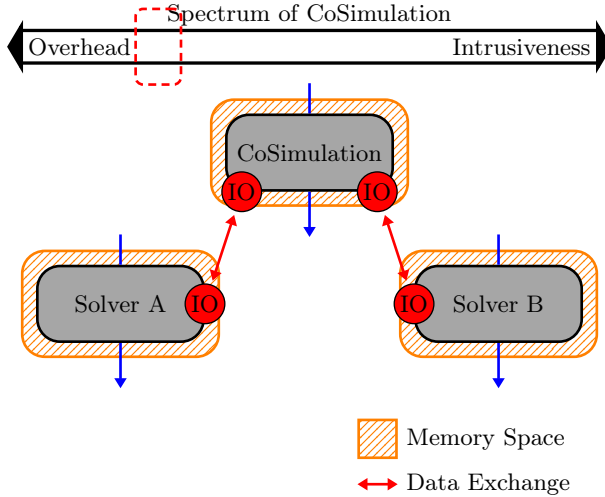 Spectrum of CoSimulation
Overhead Intrusiveness
CoSimulation
IO IO
Solver A IO IO Solver B
Memory Space
Data Exchange